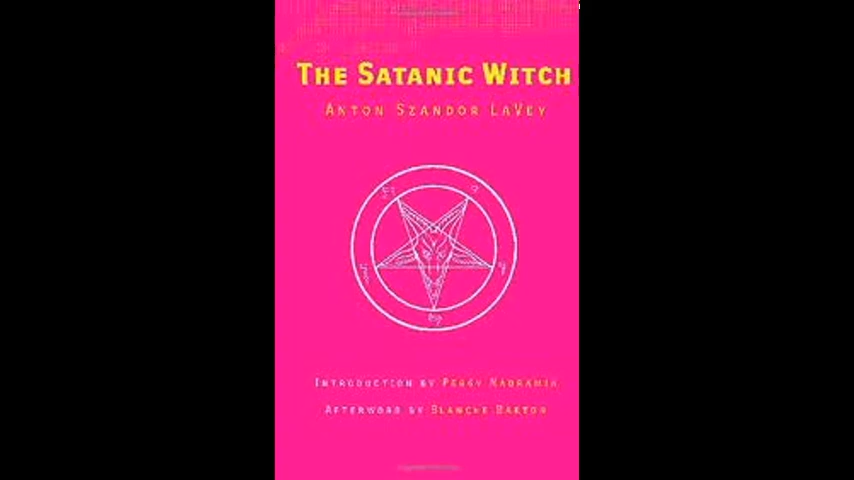 THE SATANIC WITCH
ANTON SZANDOR LAVEY
INTRODUCTION BY PEGGY NADRAMIA
AFTERWORD BY BLANCHE BARTON